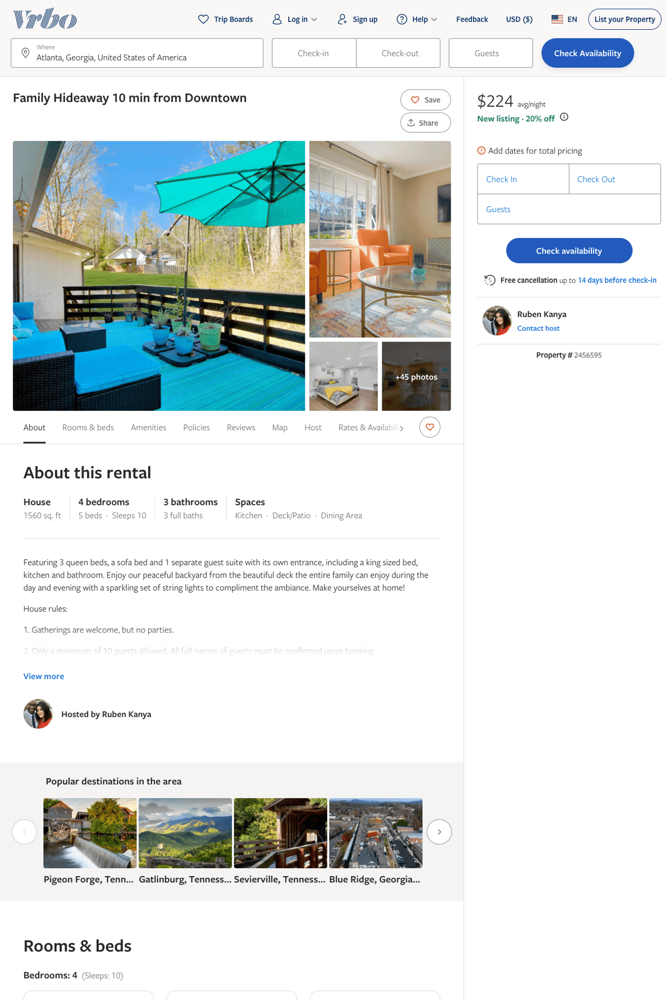 Vrbo
Trip Boards
Log in
Sign up
Help
Feedback
USD ($)
EN
List your Property
Where
Atlanta, Georgia, United States of America
Check-in
Check-out
Guests
Check Availability
Family Hideaway 10 min from Downtown
Save
Share
+45 photos
$224 avg/night
New listing · 20% off
Add dates for total pricing
Check In
Check Out
Guests
Check availability
Free cancellation up to 14 days before check-in
Ruben Kanya
Contact host
Property # 2456595
About
Rooms & beds
Amenities
Policies
Reviews
Map
Host
Rates & Availabili
About this rental
House
1560 sq. ft
4 bedrooms
5 beds · Sleeps 10
3 bathrooms
3 full baths
Spaces
Kitchen · Deck/Patio · Dining Area
Featuring 3 queen beds, a sofa bed and 1 separate guest suite with its own entrance, including a king sized bed,
kitchen and bathroom. Enjoy our peaceful backyard from the beautiful deck the entire family can enjoy during the
day and evening with a sparkling set of string lights to compliment the ambiance. Make yourselves at home!
House rules:
1. Gatherings are welcome, but no parties.
2. Only a maximum of 10 guests allowed. All full names of guests must be confirmed upon booking.
View more
Hosted by Ruben Kanya
Popular destinations in the area
Pigeon Forge, Tenn...
Gatlinburg, Tenness...
Sevierville, Tenness...
Blue Ridge, Georgia...
Rooms & beds
Bedrooms: 4 (Sleeps: 10)